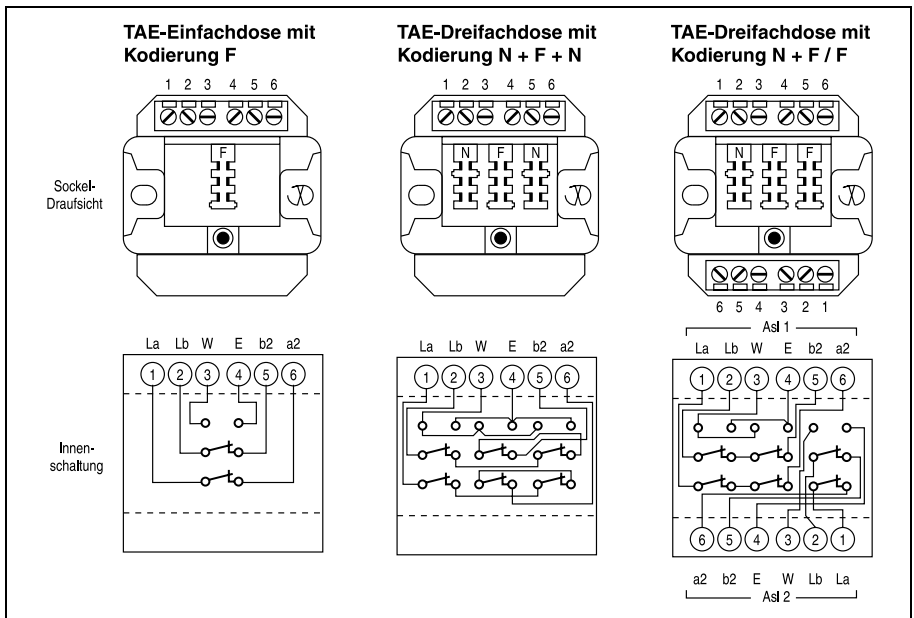 TAE-Einfachdose mit
Kodierung F
TAE-Dreifachdose mit
Kodierung N + F + N
TAE-Dreifachdose mit
Kodierung N + F / F
1 2 3 4 5 6
1 2 3 4 5 6
1 2 3 4 5 6
F
N F N
N F F
Sockel-
Draufsicht
6 5 4 3 2 1
Asl 1
La Lb W E b2 a2
La Lb W E b2 a2
La Lb W E b2 a2
1 2 3 4 5 6
1 2 3 4 5 6
1 2 3 4 5 6
Innen-
schaltung
6 5 4 3 2 1
a2 b2 E W Lb La
Asl 2